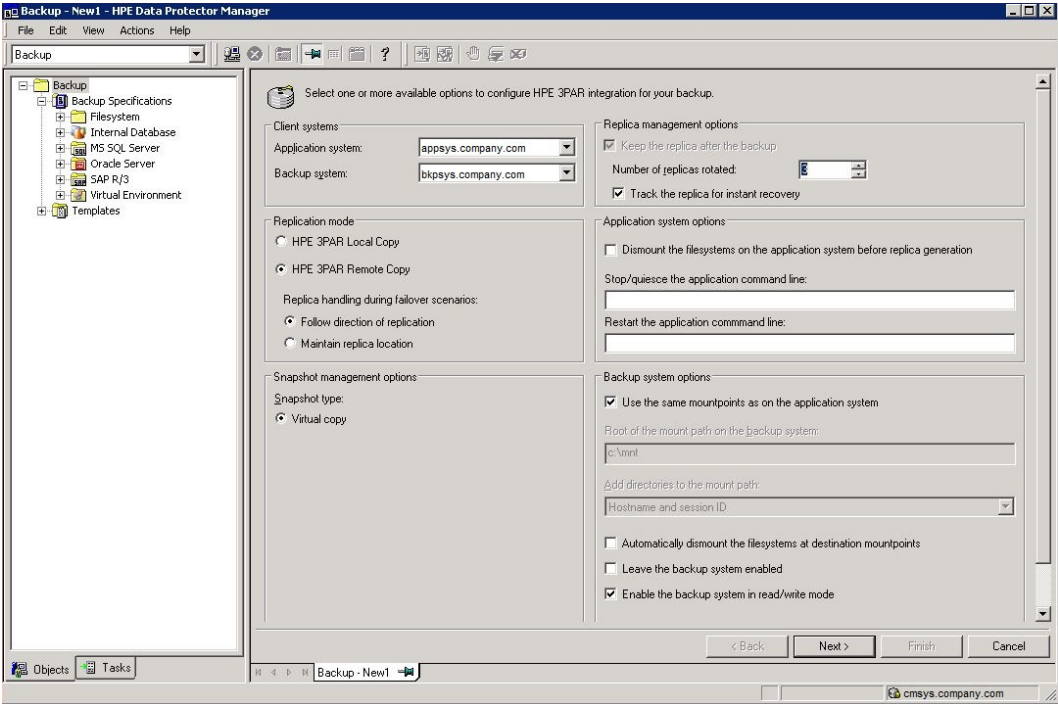 Backup - New1 - HPE Data Protector Manager
File Edit View Actions Help
Backup
Backup
Backup Specifications
Filesystem
Internal Database
MS SQL Server
Oracle Server
SAP R/3
Virtual Environment
Templates
Objects
Tasks
Select one or more available options to configure HPE 3PAR integration for your backup.
Client systems
Application system: appsys.company.com
Backup system: bkpsys.company.com
Replication mode
HPE 3PAR Local Copy
HPE 3PAR Remote Copy
Replica handling during failover scenarios:
Follow direction of replication
Maintain replica location
Snapshot management options
Snapshot type:
Virtual copy
Replica management options
Keep the replica after the backup
Number of replicas rotated: 3
Track the replica for instant recovery
Application system options
Dismount the filesystems on the application system before replica generation
Stop/quiesce the application command line:
Restart the application commmand line:
Backup system options
Use the same mountpoints as on the application system
Root of the mount path on the backup system:
c:\mnt
Add directories to the mount path:
Hostname and session ID
Automatically dismount the filesystems at destination mountpoints
Leave the backup system enabled
Enable the backup system in read/write mode
< Back Next > Finish Cancel
Backup - New1
cmsys.company.com